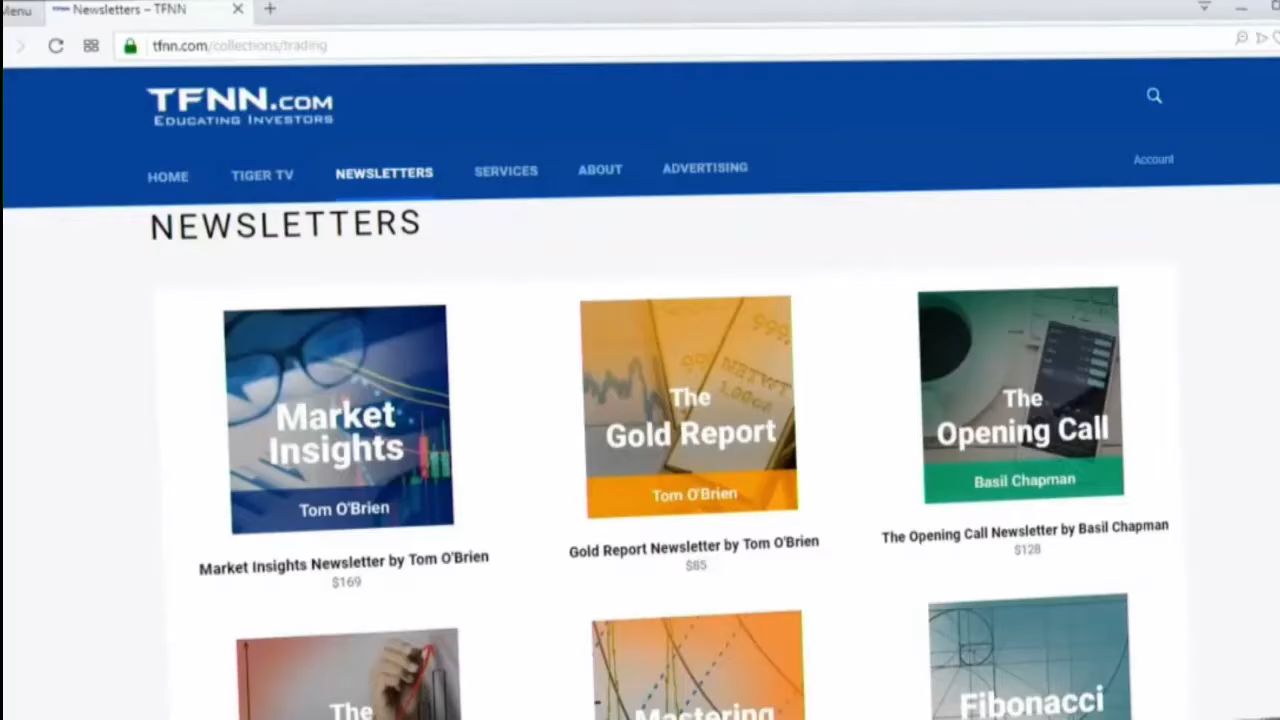 Menu
Newsletters – TFNN
tfnn.com/collections/trading
TFNN.COM
EDUCATING INVESTORS
Account
HOME TIGER TV NEWSLETTERS SERVICES ABOUT ADVERTISING
NEWSLETTERS
Market
Insights
Tom O'Brien
Market Insights Newsletter by Tom O'Brien
$169
The
Gold Report
Tom O'Brien
Gold Report Newsletter by Tom O'Brien
$85
The
Opening Call
Basil Chapman
The Opening Call Newsletter by Basil Chapman
$128
The
Mastering
Fibonacci